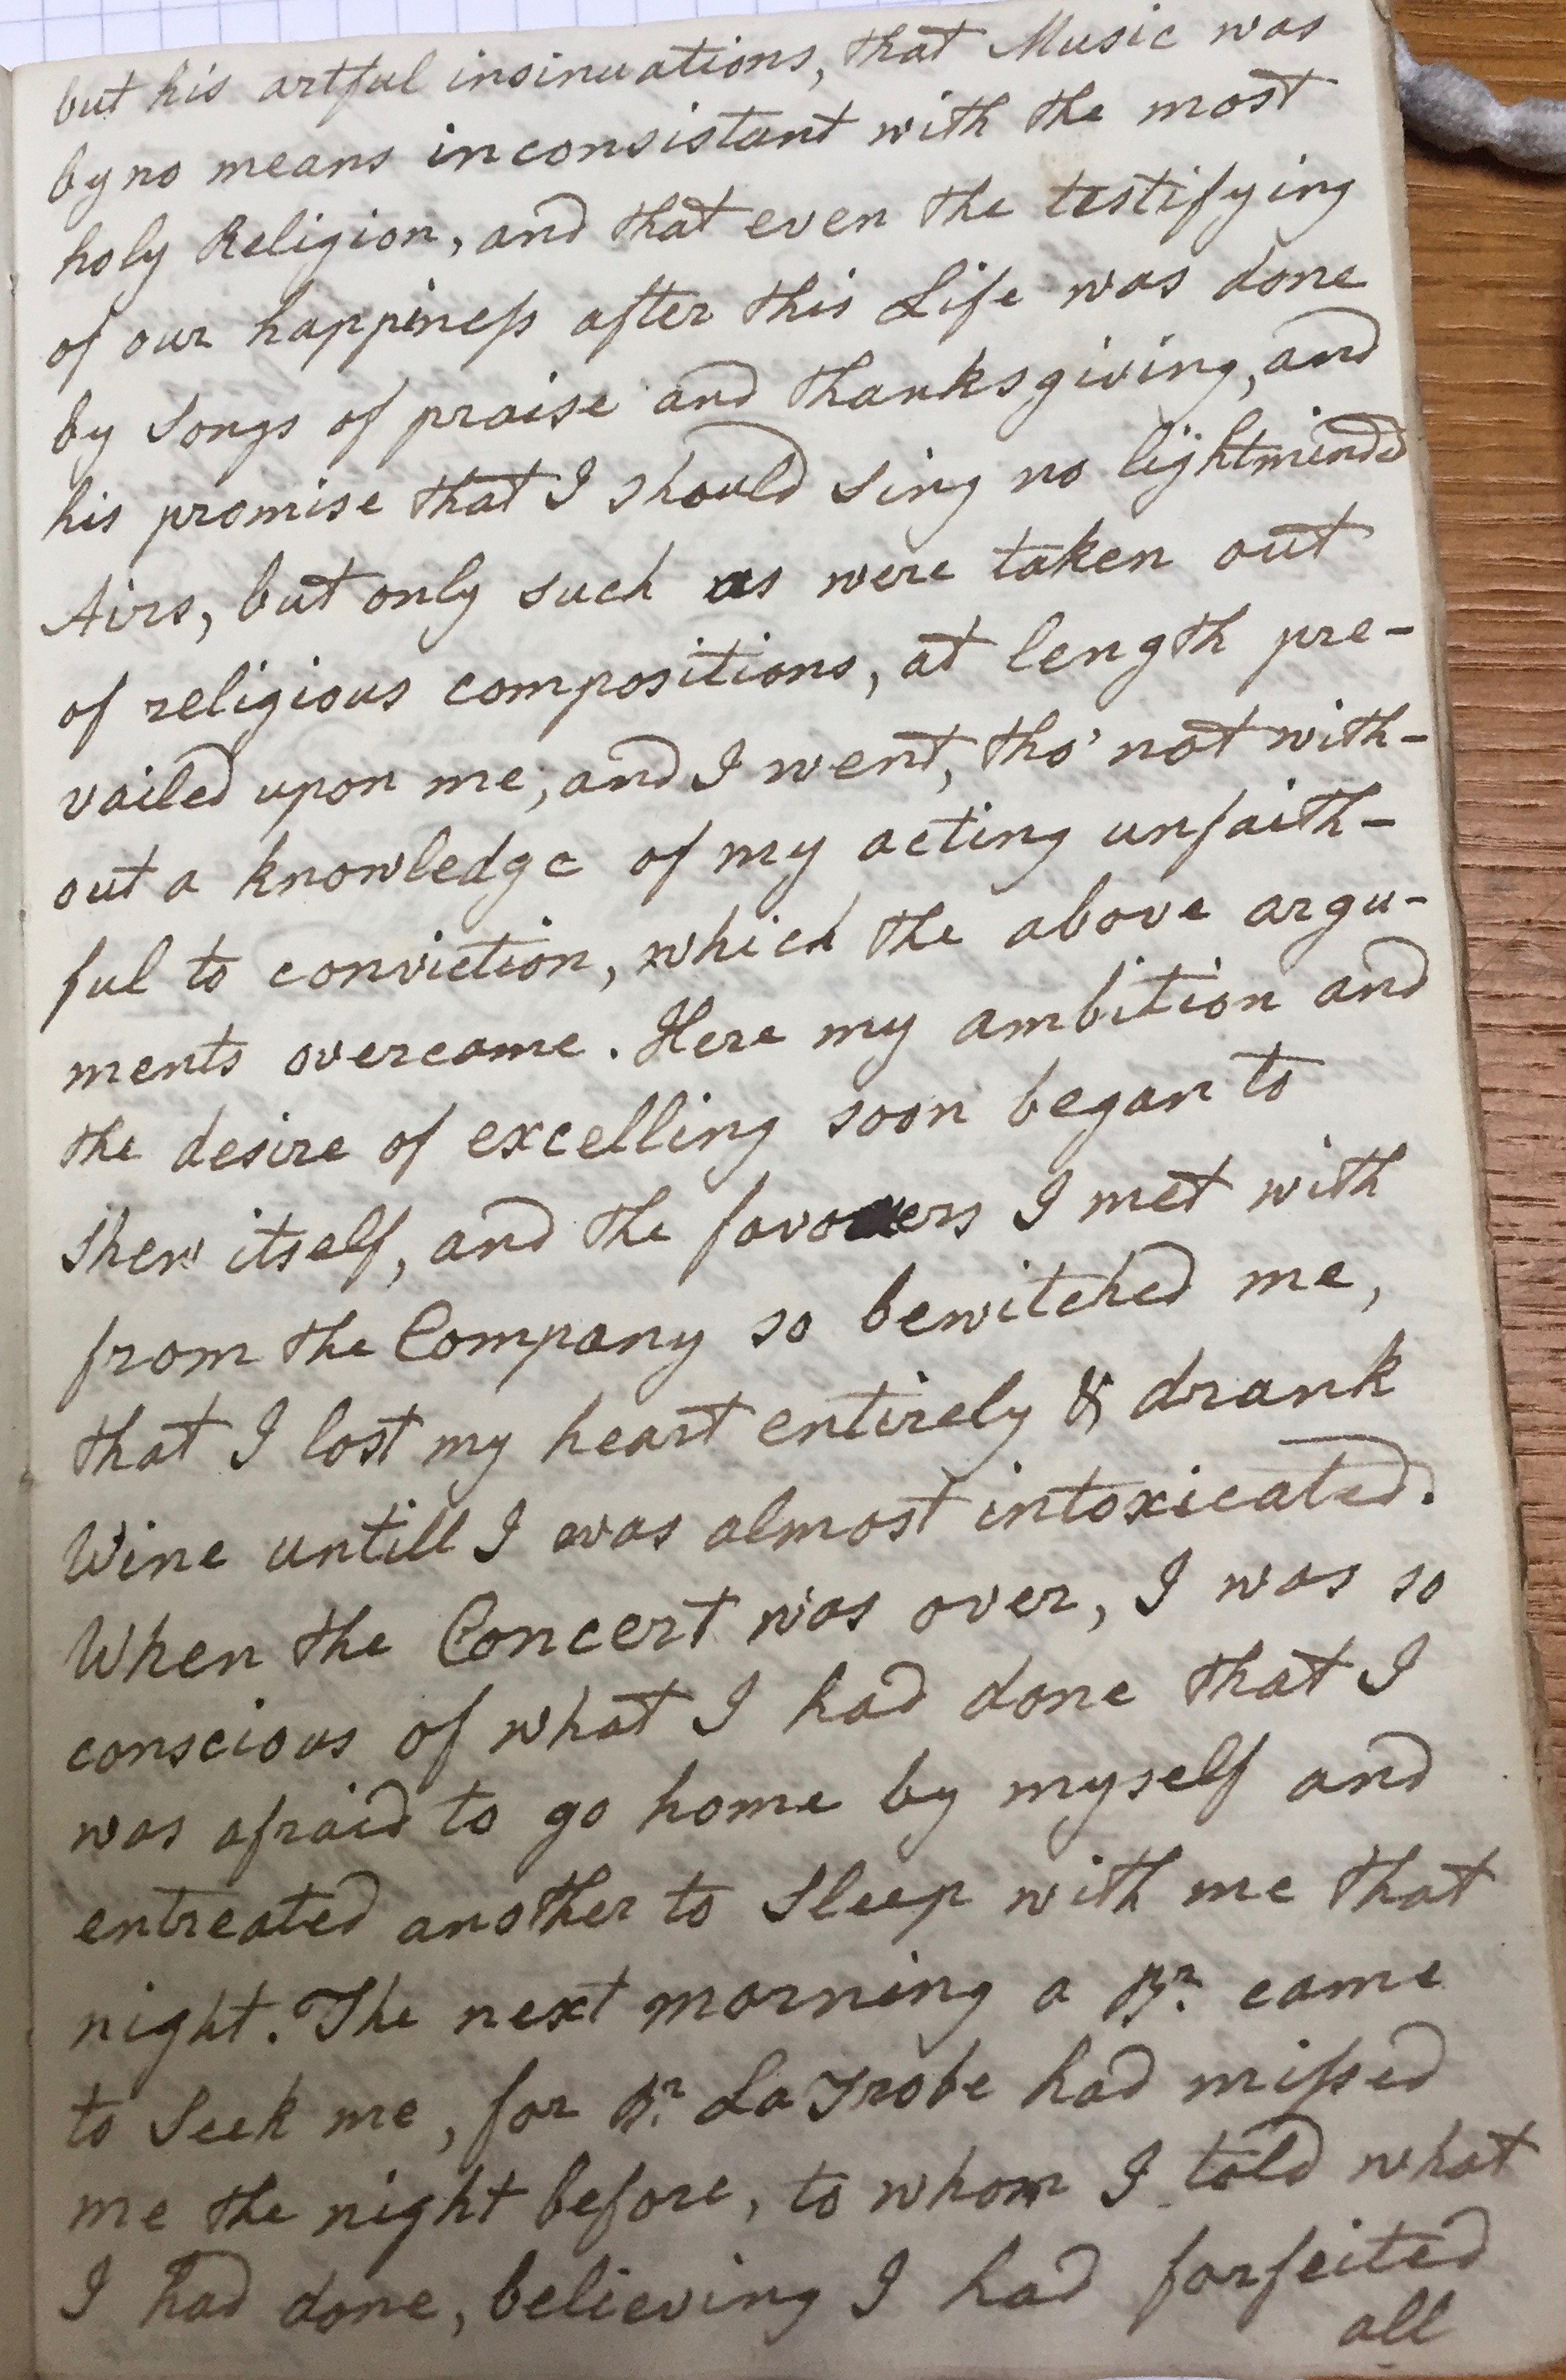 but his artful insinuations, that Music was
by no means inconsistant with the most
holy Religion, and that even the testifying
of our happiness after this Life was done
by Songs of praise and thanksgiving, and
his promise that I should sing no lightminded
Airs, but only such as were taken out
of religious compositions, at length pre-
vailed upon me; and I went, tho' not with-
out a knowledge of my acting unfaith-
ful to conviction, which the above argu-
ments overcame. Here my ambition and
the desire of excelling soon began to
shew itself, and the favours I met with
from the Company so bewitched me,
that I lost my heart entirely & drank
Wine untill I was almost intoxicated.
When the Concert was over, I was so
conscious of what I had done that I
was afraid to go home by myself and
entreated another to Sleep with me that
night. The next morning a Br. came
to Seek me, for Br. La Trobe had missed
me the night before, to whom I told what
I had done, believing I had forfeited
all